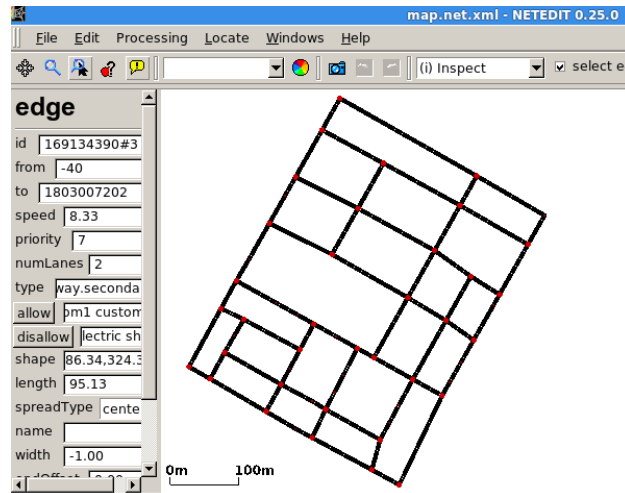 map.net.xml - NETEDIT 0.25.0
File Edit Processing Locate Windows Help
(i) Inspect select e
edge
id 169134390#3
from -40
to 1803007202
speed 8.33
priority 7
numLanes 2
type way.seconda
allow om1 custom
disallow lectric sh
shape 86.34,324.3
length 95.13
spreadType cente
name
width -1.00
0m 100m